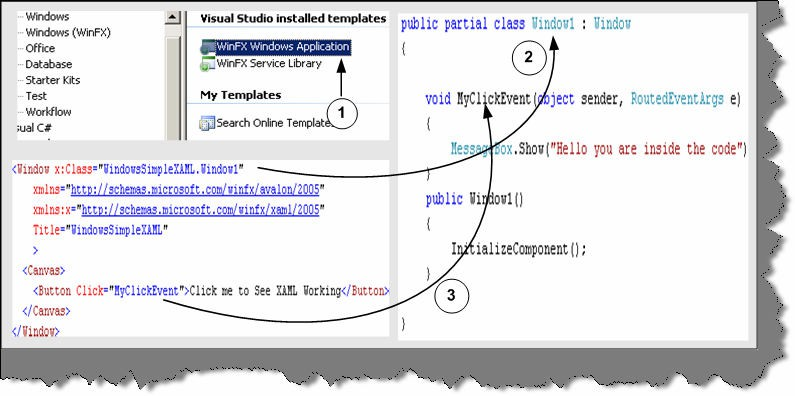 Windows
Windows (WinFX)
Office
Database
Starter Kits
Test
Workflow
sual C#
Visual Studio installed templates
WinFX Windows Application
WinFX Service Library
My Templates
Search Online Templates
1
<Window x:Class="WindowsSimpleXAML.Window1"
xmlns="http://schemas.microsoft.com/winfx/avalon/2005"
xmlns:x="http://schemas.microsoft.com/winfx/xaml/2005"
Title="WindowsSimpleXAML"
>
<Canvas>
<Button Click="MyClickEvent">Click me to See XAML Working</Button>
</Canvas>
</Window>
public partial class Window1 : Window
{
2
void MyClickEvent(object sender, RoutedEventArgs e)
{
MessageBox.Show("Hello you are inside the code")
}
public Window1()
{
InitializeComponent();
}
3
}